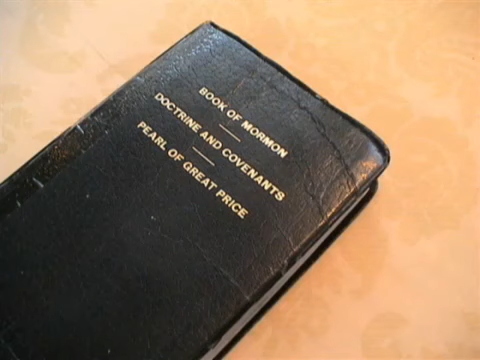 BOOK OF MORMON
DOCTRINE AND COVENANTS
PEARL OF GREAT PRICE